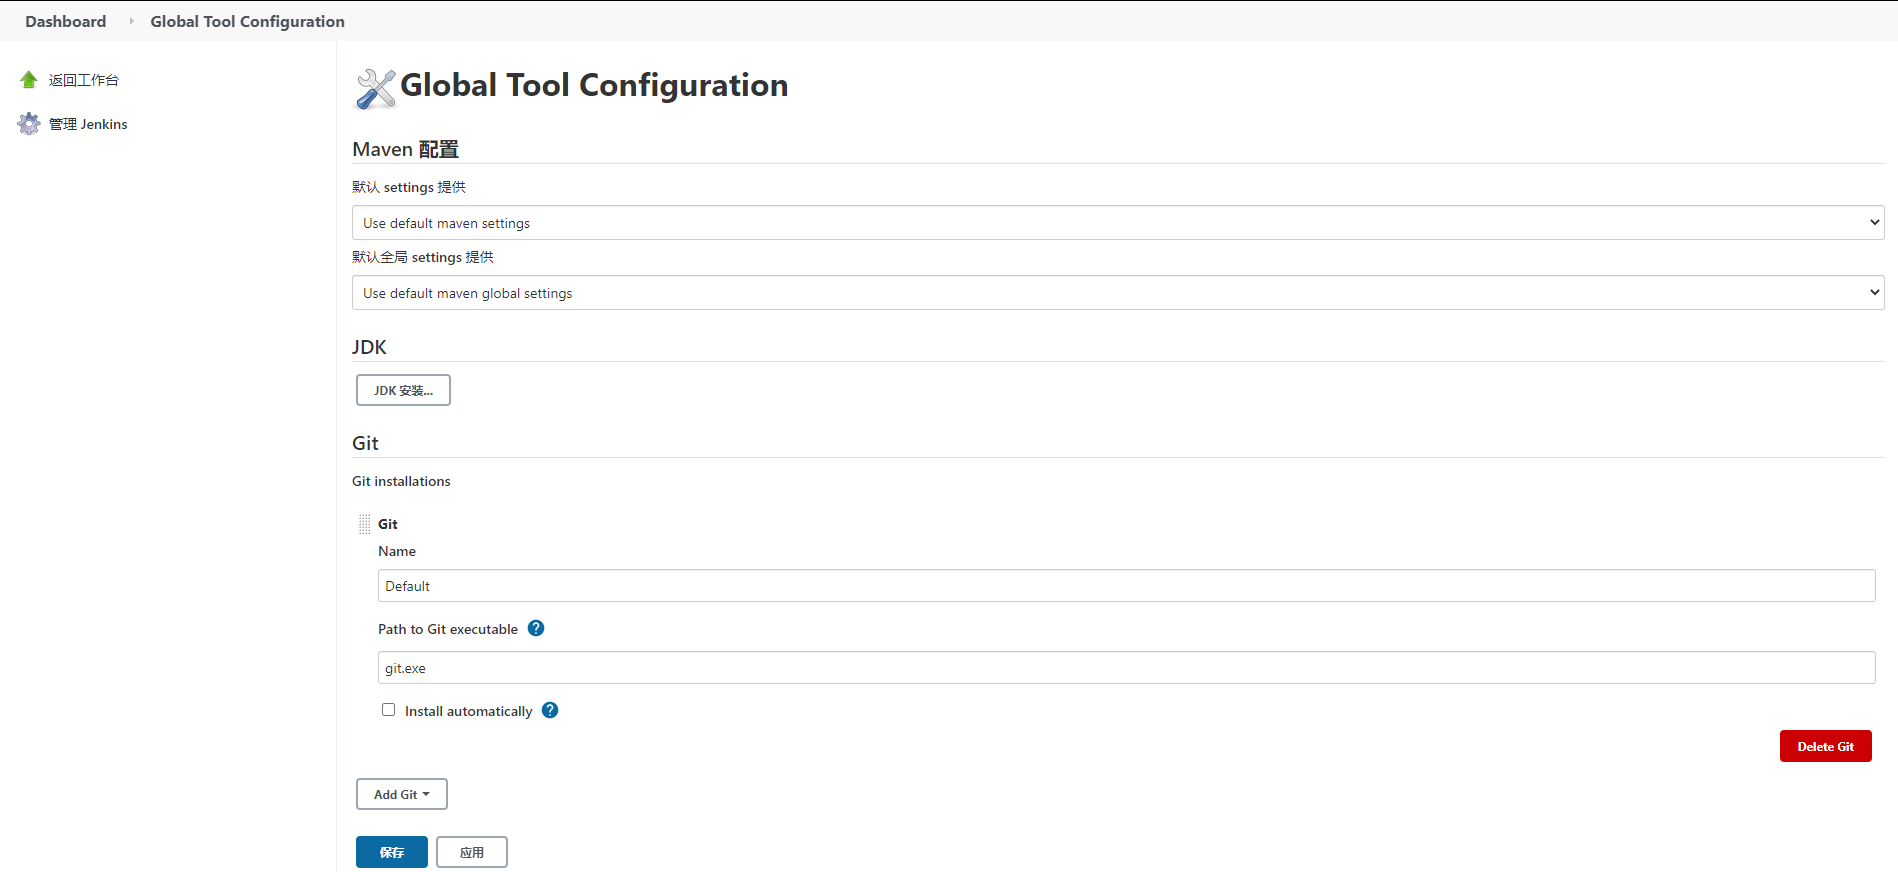 Dashboard Global Tool Configuration
返回工作台
管理 Jenkins
Global Tool Configuration
Maven 配置
默认 settings 提供
Use default maven settings
默认全局 settings 提供
Use default maven global settings
JDK
JDK 安装...
Git
Git installations
Git
Name
Default
Path to Git executable ?
git.exe
Install automatically ?
Delete Git
Add Git
保存 应用